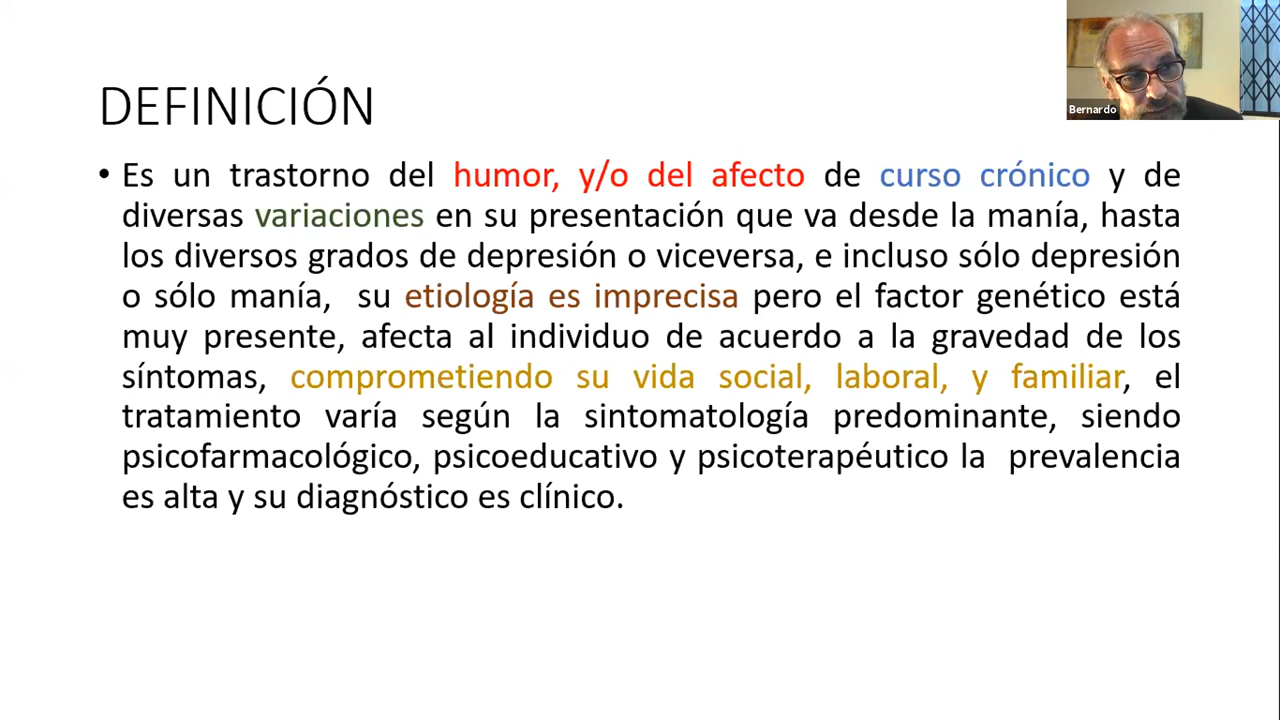 Bernardo
DEFINICIÓN
• Es un trastorno del humor, y/o del afecto de curso crónico y de
diversas variaciones en su presentación que va desde la manía, hasta
los diversos grados de depresión o viceversa, e incluso sólo depresión
o sólo manía, su etiología es imprecisa pero el factor genético está
muy presente, afecta al individuo de acuerdo a la gravedad de los
síntomas, comprometiendo su vida social, laboral, y familiar, el
tratamiento varía según la sintomatología predominante, siendo
psicofarmacológico, psicoeducativo y psicoterapéutico la prevalencia
es alta y su diagnóstico es clínico.